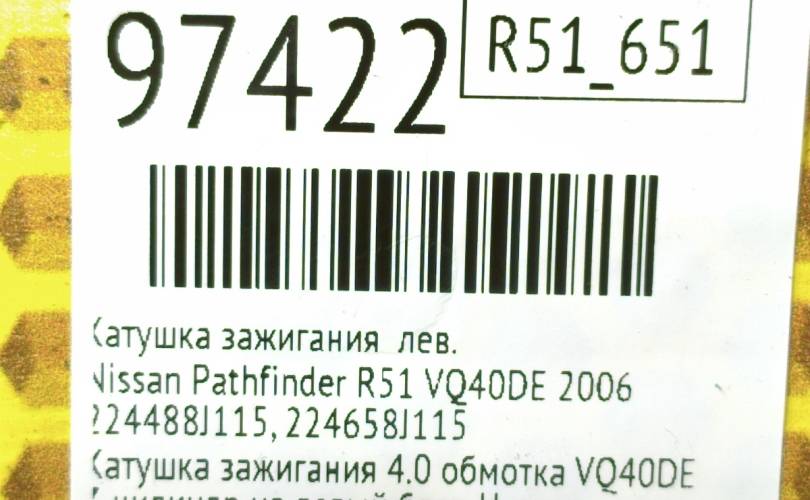 97422
R51_651
Катушка зажигания лев.
Nissan Pathfinder R51 VQ40DE 2006
224488J115, 224658J115
Катушка зажигания 4.0 обмотка VQ40DE